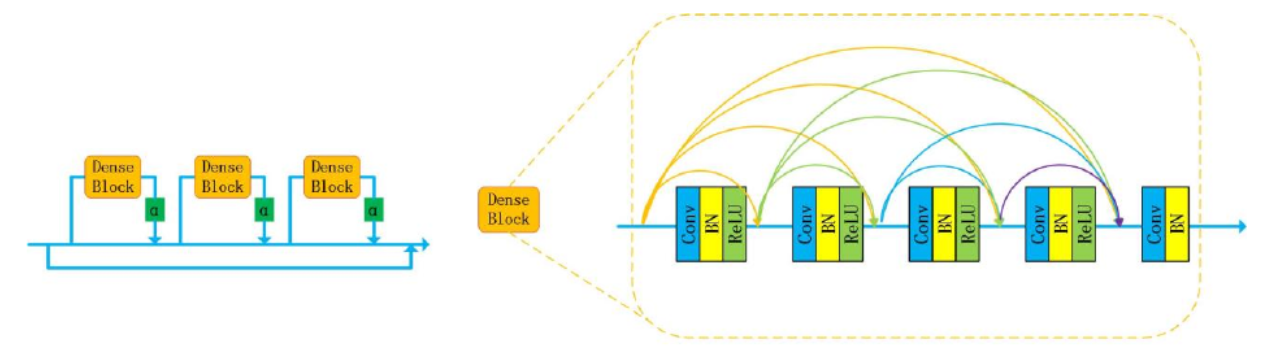 Dense
Block
α
Dense
Block
α
Dense
Block
α
Dense
Block
Conv
BN
ReLU
Conv
BN
ReLU
Conv
BN
ReLU
Conv
BN
ReLU
Conv
BN